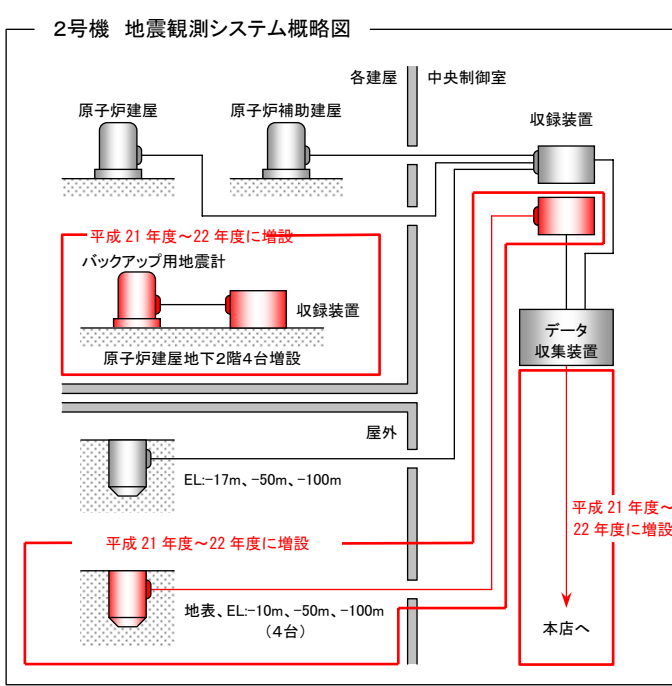 2号機 地震観測システム概略図
各建屋 中央制御室
原子炉建屋
原子炉補助建屋
収録装置
平成 21 年度～22 年度に増設
バックアップ用地震計
収録装置
原子炉建屋地下2階4台増設
データ
収集装置
屋外
EL:-17m、-50m、-100m
平成 21 年度～
22 年度に増設
平成 21 年度～22 年度に増設
地表、EL:-10m、-50m、-100m
（4台）
本店へ